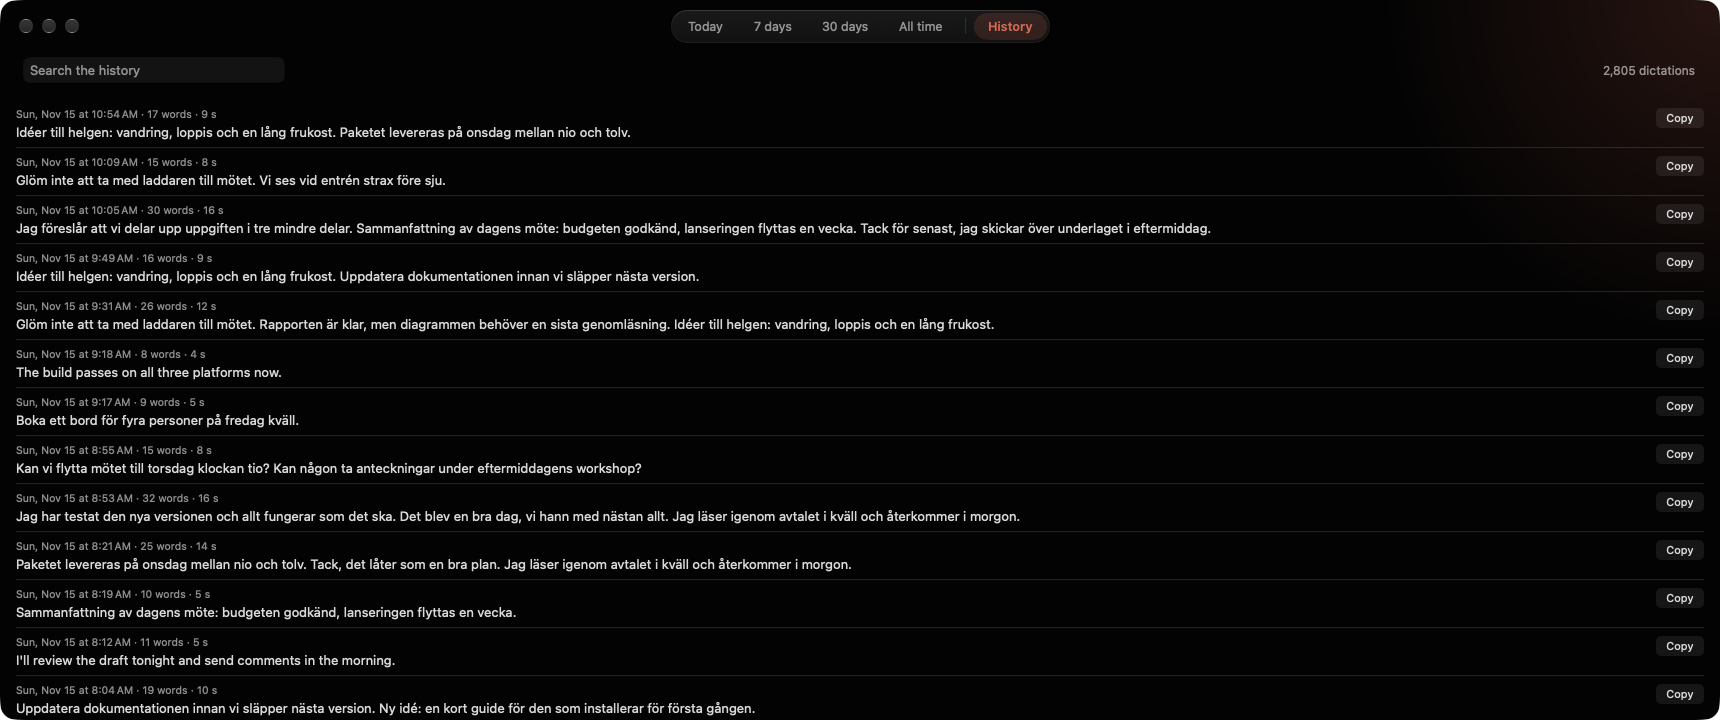 Today 7 days 30 days All time History
Search the history 2,805 dictations
Sun, Nov 15 at 10:54 AM · 17 words · 9 s Copy
Idéer till helgen: vandring, loppis och en lång frukost. Paketet levereras på onsdag mellan nio och tolv.
Sun, Nov 15 at 10:09 AM · 15 words · 8 s Copy
Glöm inte att ta med laddaren till mötet. Vi ses vid entrén strax före sju.
Sun, Nov 15 at 10:05 AM · 30 words · 16 s Copy
Jag föreslår att vi delar upp uppgiften i tre mindre delar. Sammanfattning av dagens möte: budgeten godkänd, lanseringen flyttas en vecka. Tack för senast, jag skickar över underlaget i eftermiddag.
Sun, Nov 15 at 9:49 AM · 16 words · 9 s Copy
Idéer till helgen: vandring, loppis och en lång frukost. Uppdatera dokumentationen innan vi släpper nästa version.
Sun, Nov 15 at 9:31 AM · 26 words · 12 s Copy
Glöm inte att ta med laddaren till mötet. Rapporten är klar, men diagrammen behöver en sista genomläsning. Idéer till helgen: vandring, loppis och en lång frukost.
Sun, Nov 15 at 9:18 AM · 8 words · 4 s Copy
The build passes on all three platforms now.
Sun, Nov 15 at 9:17 AM · 9 words · 5 s Copy
Boka ett bord för fyra personer på fredag kväll.
Sun, Nov 15 at 8:55 AM · 15 words · 8 s Copy
Kan vi flytta mötet till torsdag klockan tio? Kan någon ta anteckningar under eftermiddagens workshop?
Sun, Nov 15 at 8:53 AM · 32 words · 16 s Copy
Jag har testat den nya versionen och allt fungerar som det ska. Det blev en bra dag, vi hann med nästan allt. Jag läser igenom avtalet i kväll och återkommer i morgon.
Sun, Nov 15 at 8:21 AM · 25 words · 14 s Copy
Paketet levereras på onsdag mellan nio och tolv. Tack, det låter som en bra plan. Jag läser igenom avtalet i kväll och återkommer i morgon.
Sun, Nov 15 at 8:19 AM · 10 words · 5 s Copy
Sammanfattning av dagens möte: budgeten godkänd, lanseringen flyttas en vecka.
Sun, Nov 15 at 8:12 AM · 11 words · 5 s Copy
I'll review the draft tonight and send comments in the morning.
Sun, Nov 15 at 8:04 AM · 19 words · 10 s Copy
Uppdatera dokumentationen innan vi släpper nästa version. Ny idé: en kort guide för den som installerar för första gången.